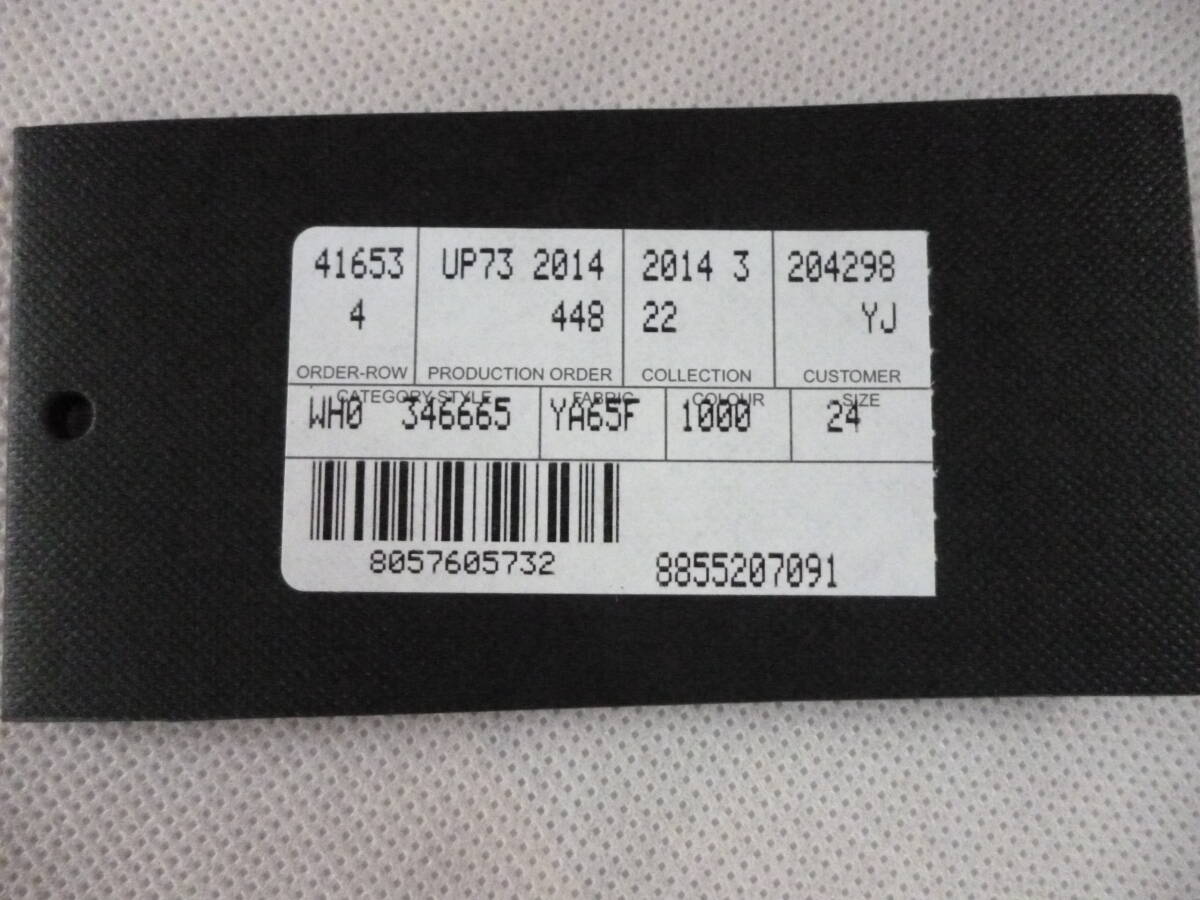 41653 UP73 2014 2014 3 204298
4 448 22 YJ
ORDER-ROW PRODUCTION ORDER COLLECTION CUSTOMER
CATEGORY-STYLE FABRIC COLOUR SIZE
WH0 346665 YA65F 1000 24
8057605732 8855207091